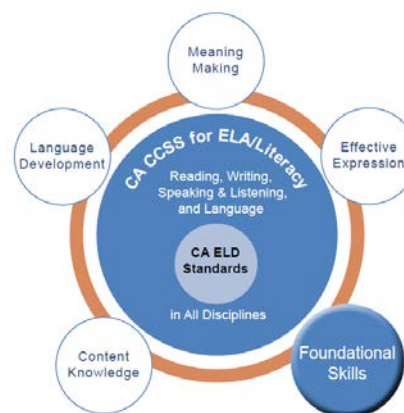 Meaning
Making
Language
Development
Effective
Expression
CA CCSS for ELA/Literacy
Reading, Writing,
Speaking & Listening,
and Language
CA ELD
Standards
in All Disciplines
Content
Knowledge
Foundational
Skills